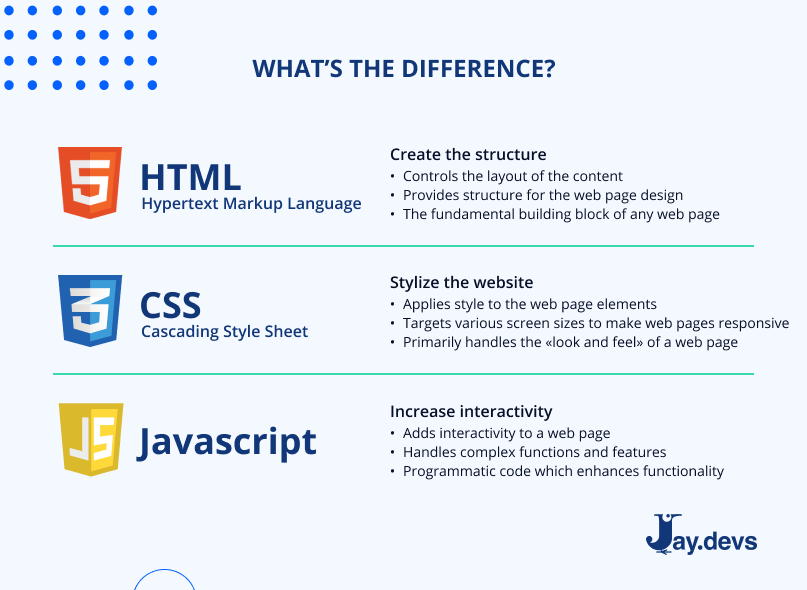 WHAT’S THE DIFFERENCE?
HTML
Hypertext Markup Language
Create the structure
• Controls the layout of the content
• Provides structure for the web page design
• The fundamental building block of any web page
CSS
Cascading Style Sheet
Stylize the website
• Applies style to the web page elements
• Targets various screen sizes to make web pages responsive
• Primarily handles the «look and feel» of a web page
JS
Javascript
Increase interactivity
• Adds interactivity to a web page
• Handles complex functions and features
• Programmatic code which enhances functionality
Jay.devs